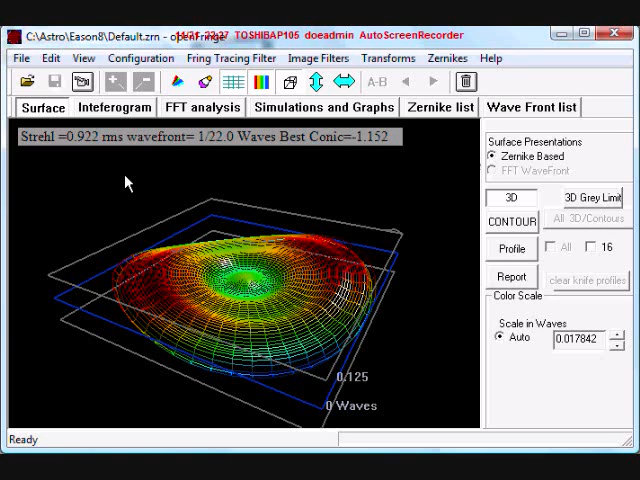 C:\Astro\Eason8\Default.zrn - openFringe
TOSHIBAP105 doeadmin AutoScreenRecorder
File Edit View Configuration Fring Tracing Filter Image Filters Transforms Zernikes Help
A-B
Surface Inteferogram FFT analysis Simulations and Graphs Zernike list Wave Front list
Strehl =0.922 rms wavefront= 1/22.0 Waves Best Conic=-1.152
Surface Presentations
Zernike Based
FFT WaveFront
3D 3D Grey Limit
CONTOUR All 3D/Contours
Profile All 16
Report clear knife profiles
Color Scale
Scale in Waves
Auto 0.017842
0.125
0 Waves
Ready